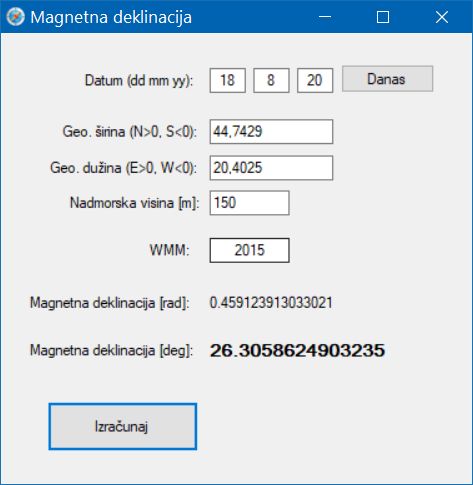 Magnetna deklinacija
Datum (dd mm yy): 18 8 20 Danas
Geo. širina (N>0, S<0): 44,7429
Geo. dužina (E>0, W<0): 20,4025
Nadmorska visina [m]: 150
WMM: 2015
Magnetna deklinacija [rad]: 0.459123913033021
Magnetna deklinacija [deg]: 26.3058624903235
Izračunaj